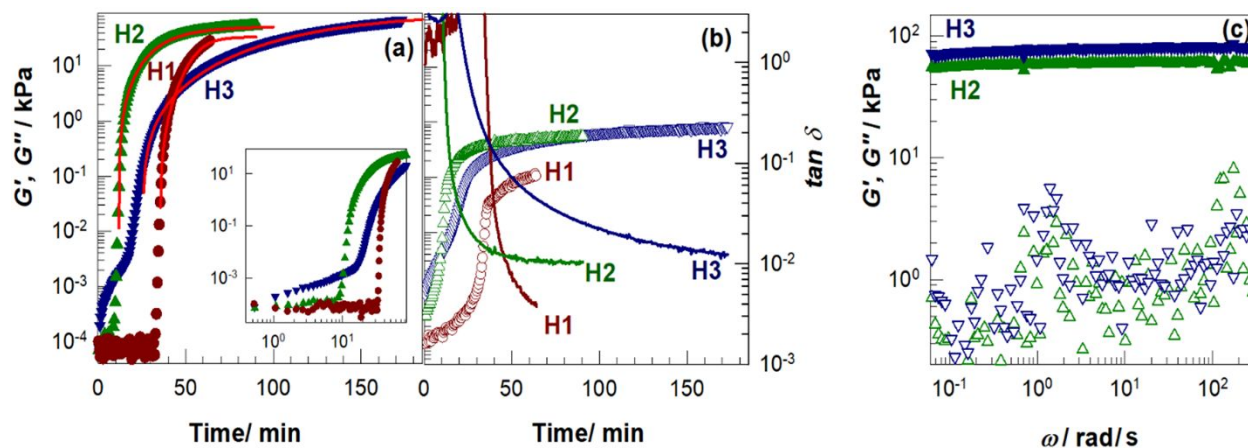 (a)
H2
H1
H3
G′, G″ / kPa
10¹
10⁰
10⁻¹
10⁻²
10⁻³
10⁻⁴
10¹
10⁻¹
10⁻³
10⁰
10¹
0
50
100
150
Time/ min
(b)
H2
H3
H1
H2
H3
H1
tan δ
10⁰
10⁻¹
10⁻²
10⁻³
0
50
100
150
Time/ min
(c)
H3
H2
G′, G″ / kPa
10²
10¹
10⁰
10⁻¹
10⁰
10¹
10²
ω / rad/ s